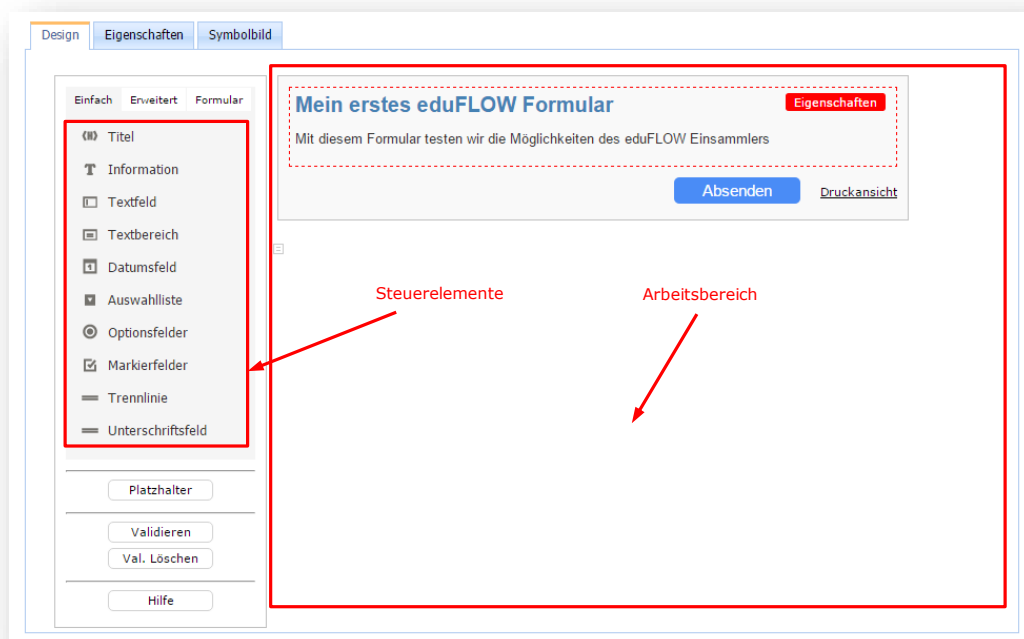 Design Eigenschaften Symbolbild
Einfach Erweitert Formular
Titel
Information
Textfeld
Textbereich
Datumsfeld
Auswahlliste
Optionsfelder
Markierfelder
Trennlinie
Unterschriftsfeld
Platzhalter
Validieren
Val. Löschen
Hilfe
Mein erstes eduFLOW Formular
Eigenschaften
Mit diesem Formular testen wir die Möglichkeiten des eduFLOW Einsammlers
Absenden Druckansicht
Steuerelemente
Arbeitsbereich